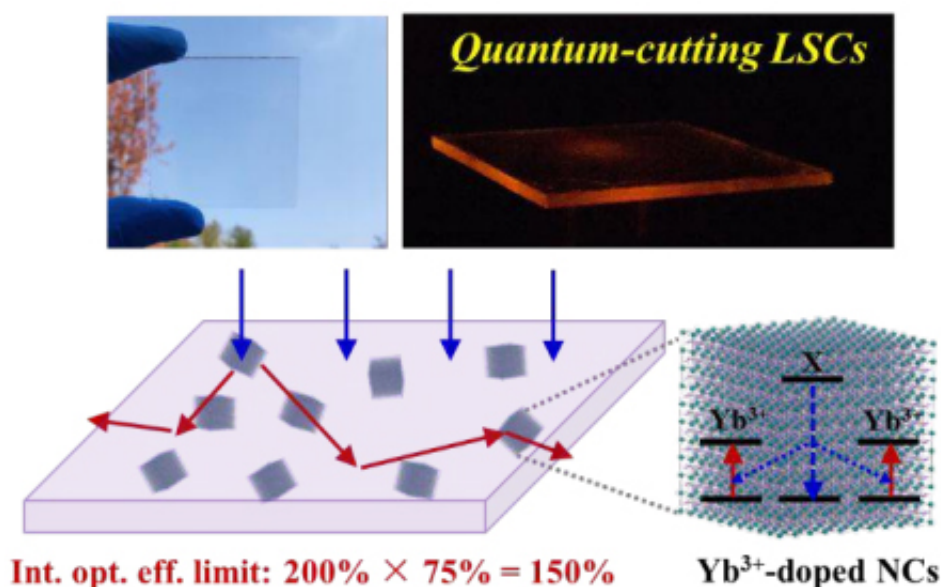 Quantum-cutting LSCs
X
Yb³⁺ Yb³⁺
Int. opt. eff. limit: 200% × 75% = 150%
Yb³⁺-doped NCs